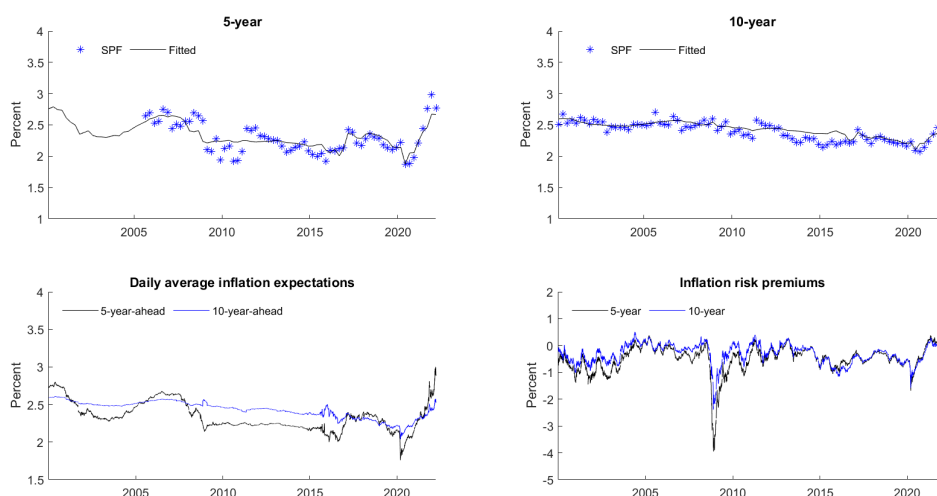 5-year
4
3.5
3
2.5
2
1.5
1
Percent
SPF
Fitted
2005
2010
2015
2020
10-year
4
3.5
3
2.5
2
1.5
1
Percent
SPF
Fitted
2005
2010
2015
2020
Daily average inflation expectations
4
3.5
3
2.5
2
1.5
Percent
5-year-ahead
10-year-ahead
2005
2010
2015
2020
Inflation risk premiums
2
1
0
-1
-2
-3
-4
-5
Percent
5-year
10-year
2005
2010
2015
2020